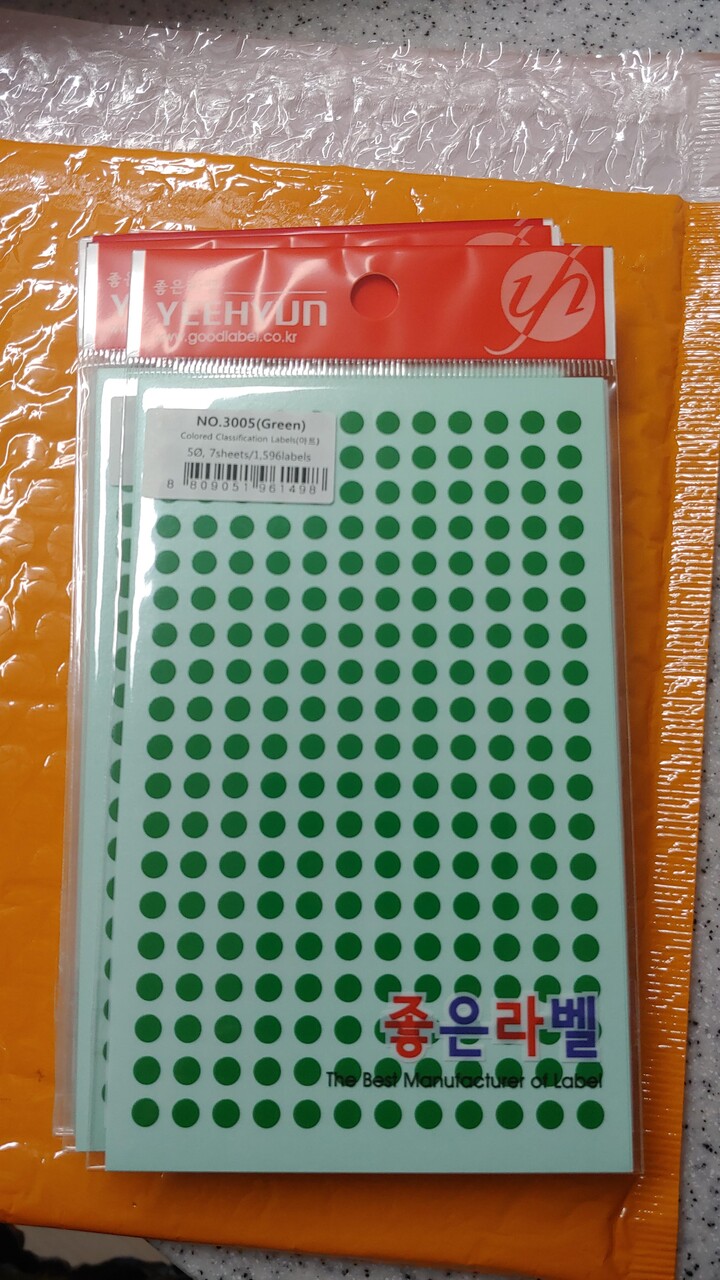 좋은
YEEHYUN
www.goodlabel.co.kr
yh
NO.3005(Green)
Colored Classification Labels(아트)
5Ø, 7sheets/1,596labels
8 809051 961498
좋은라벨
The Best Manufacturer of Label